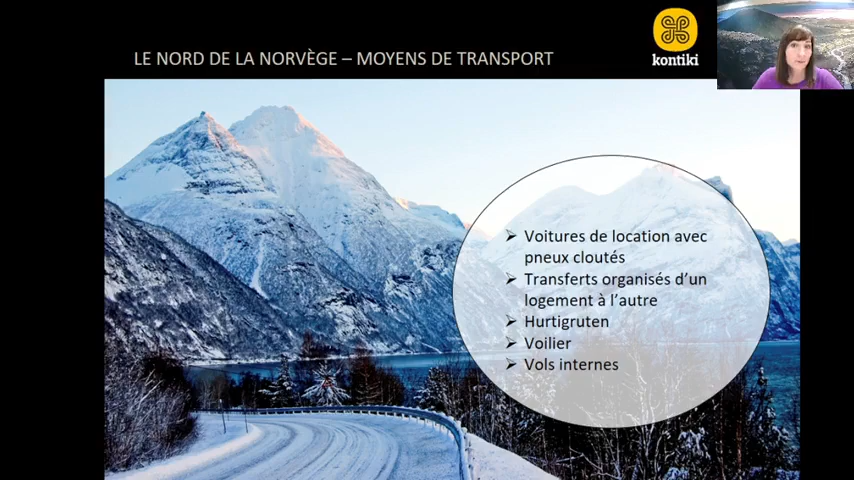 LE NORD DE LA NORVÈGE – MOYENS DE TRANSPORT
kontiki
➢ Voitures de location avec
pneux cloutés
➢ Transferts organisés d'un
logement à l'autre
➢ Hurtigruten
➢ Voilier
➢ Vols internes